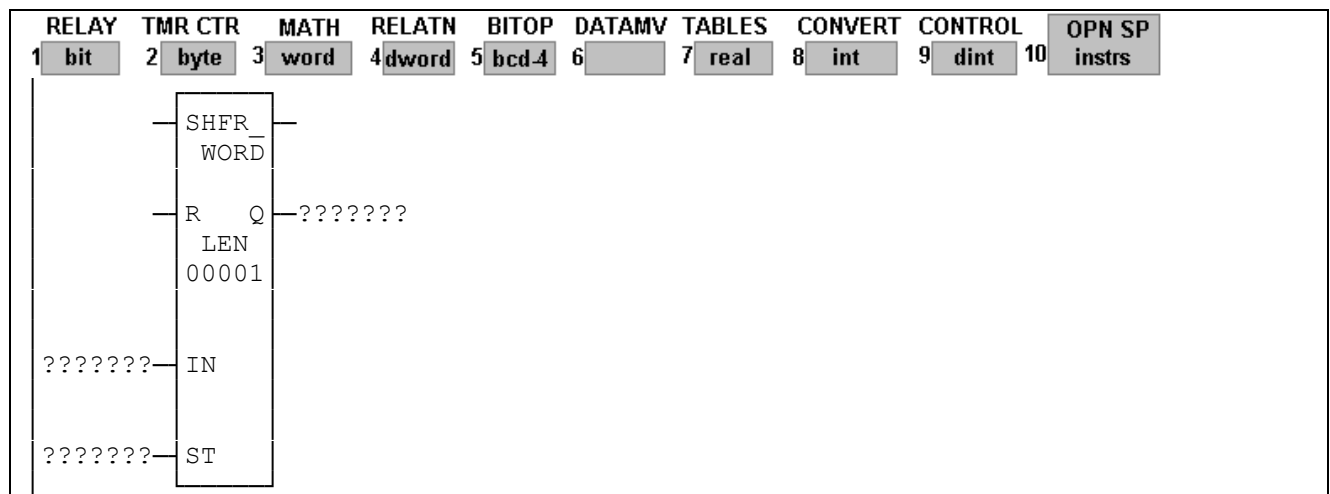 RELAY TMR CTR MATH RELATN BITOP DATAMV TABLES CONVERT CONTROL OPN SP
1 bit 2 byte 3 word 4 dword 5 bcd-4 6 7 real 8 int 9 dint 10 instrs
SHFR_
WORD
R Q ???????
LEN
00001
??????? IN
??????? ST